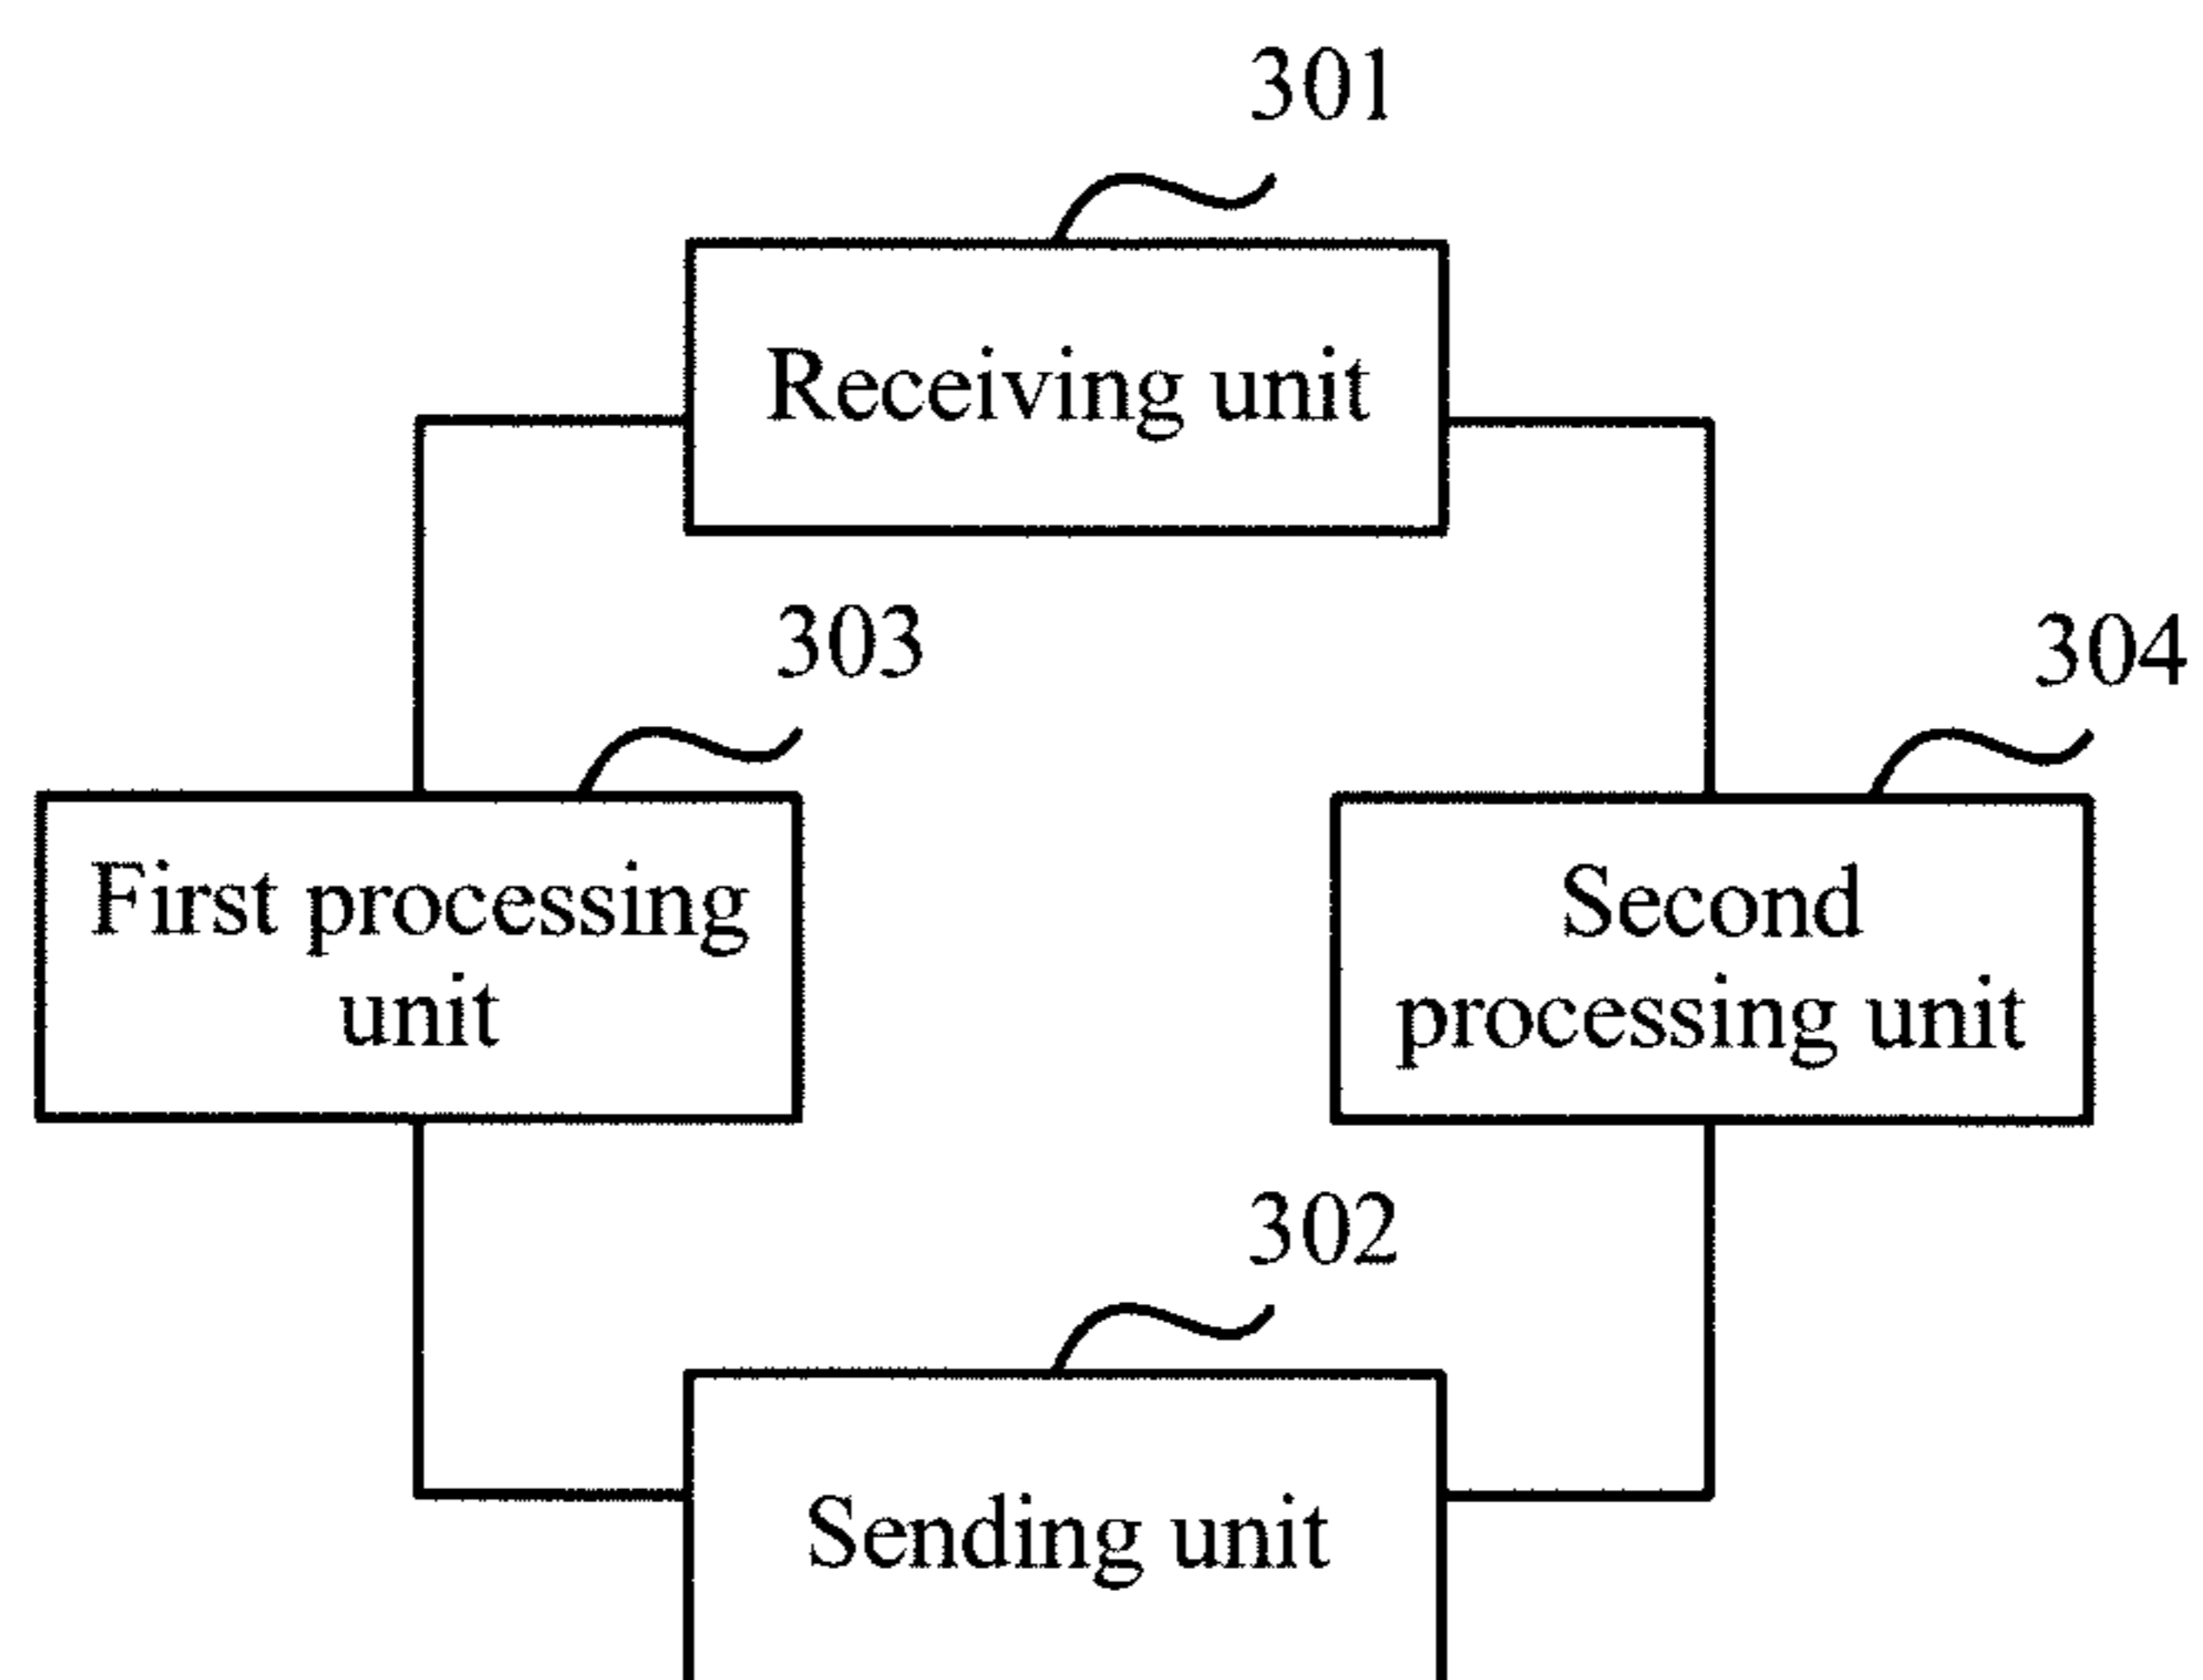 301
Receiving unit
303
304
First processing
unit
Second
processing unit
302
Sending unit